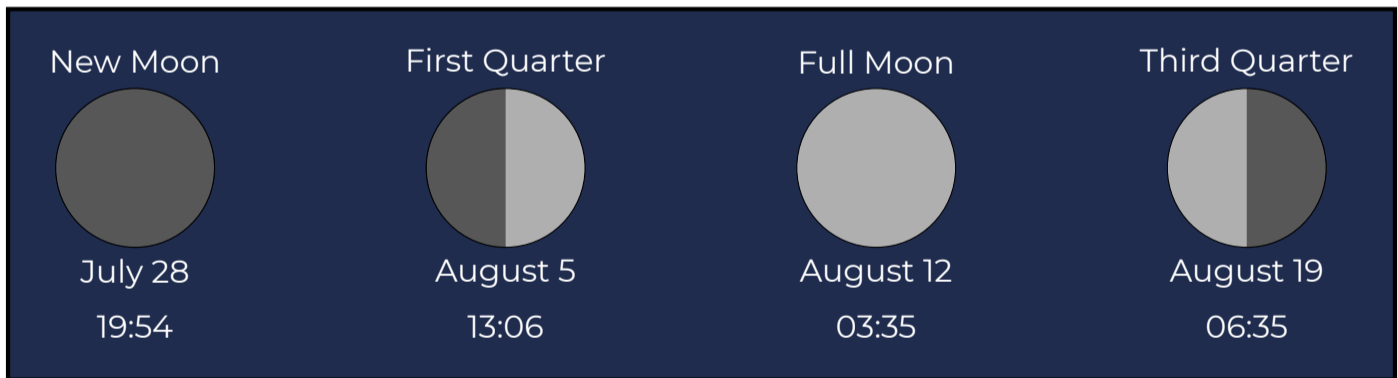 New Moon
First Quarter
Full Moon
Third Quarter
July 28
August 5
August 12
August 19
19:54
13:06
03:35
06:35